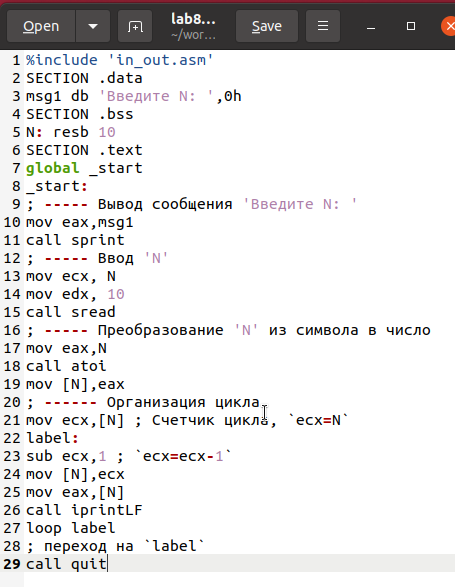 Open
lab8...
~/wor...
Save
1 %include 'in_out.asm'
2 SECTION .data
3 msg1 db 'Введите N: ',0h
4 SECTION .bss
5 N: resb 10
6 SECTION .text
7 global _start
8 _start:
9 ; ----- Вывод сообщения 'Введите N: '
10 mov eax,msg1
11 call sprint
12 ; ----- Ввод 'N'
13 mov ecx, N
14 mov edx, 10
15 call sread
16 ; ----- Преобразование 'N' из символа в число
17 mov eax,N
18 call atoi
19 mov [N],eax
20 ; ------ Организация цикла
21 mov ecx,[N] ; Счетчик цикла, `ecx=N`
22 label:
23 sub ecx,1 ; `ecx=ecx-1`
24 mov [N],ecx
25 mov eax,[N]
26 call iprintLF
27 loop label
28 ; переход на `label`
29 call quit